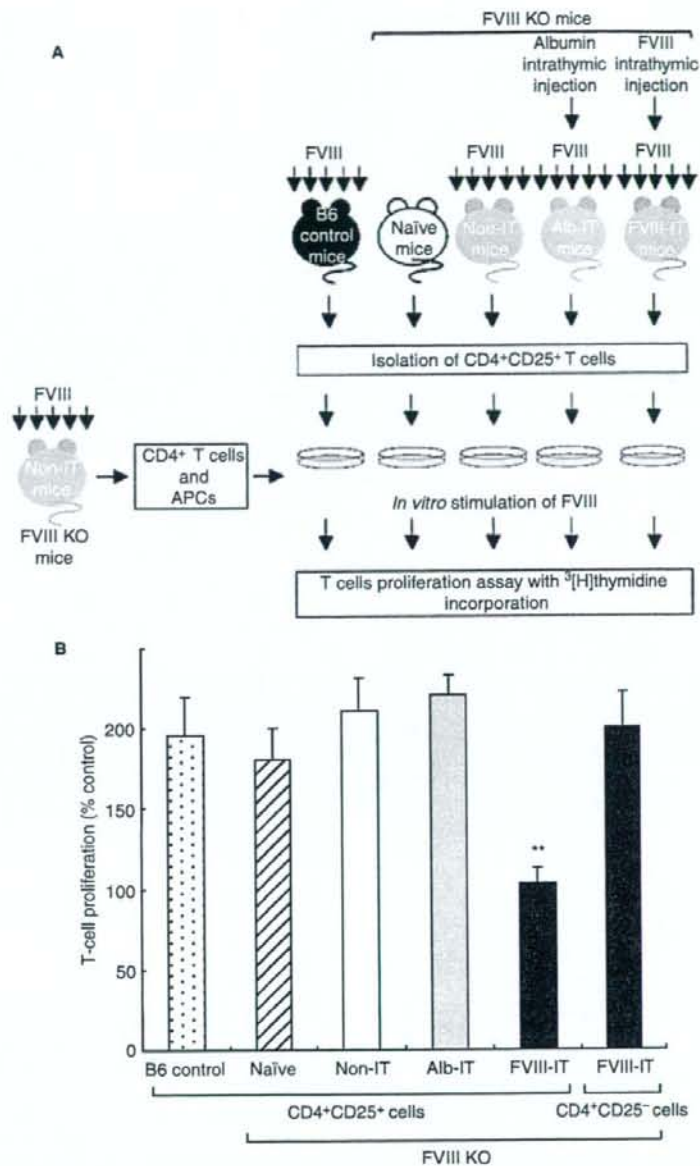 FVIII KO mice
A
Albumin
intrathymic
injection
FVIII
intrathymic
injection
FVIII
FVIII
FVIII
FVIII
B6
control
mice
Naïve
mice
Non-IT
mice
Alb-IT
mice
FVIII-IT
mice
Isolation of CD4⁺CD25⁺ T cells
FVIII
Non-IT
mice
FVIII KO
mice
CD4⁺ T cells
and
APCs
In vitro stimulation of FVIII
T cells proliferation assay with ³[H]thymidine
incorporation
B
T-cell proliferation (% control)
200
150
100
50
0
**
B6 control
Naïve
Non-IT
Alb-IT
FVIII-IT
FVIII-IT
CD4⁺CD25⁺ cells
CD4⁺CD25⁻ cells
FVIII KO